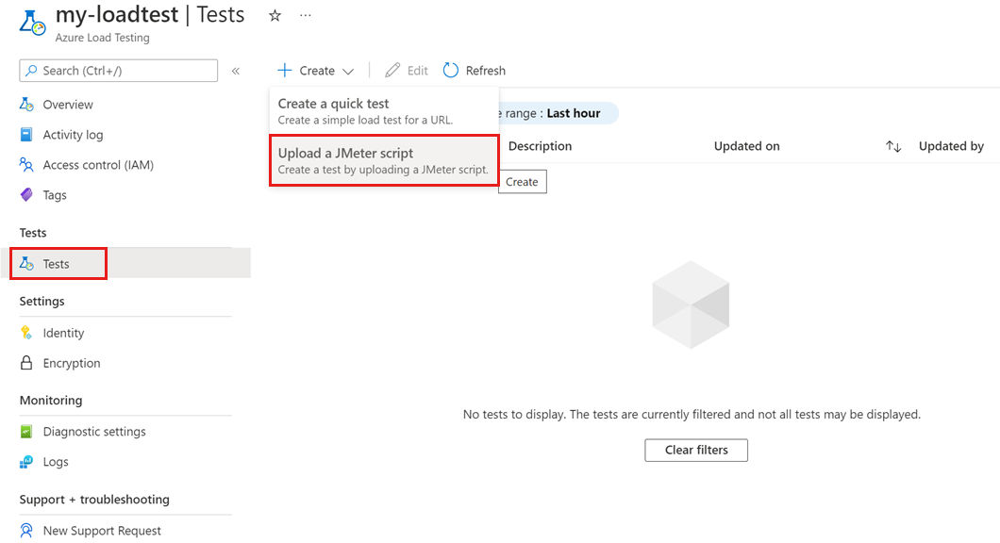 my-loadtest | Tests
Azure Load Testing
Search (Ctrl+/)
Overview
Activity log
Access control (IAM)
Tags
Tests
Tests
Settings
Identity
Encryption
Monitoring
Diagnostic settings
Logs
Support + troubleshooting
New Support Request
Create Edit Refresh
Create a quick test
Create a simple load test for a URL.
Upload a JMeter script
Create a test by uploading a JMeter script.
range : Last hour
Description Updated on Updated by
Create
No tests to display. The tests are currently filtered and not all tests may be displayed.
Clear filters